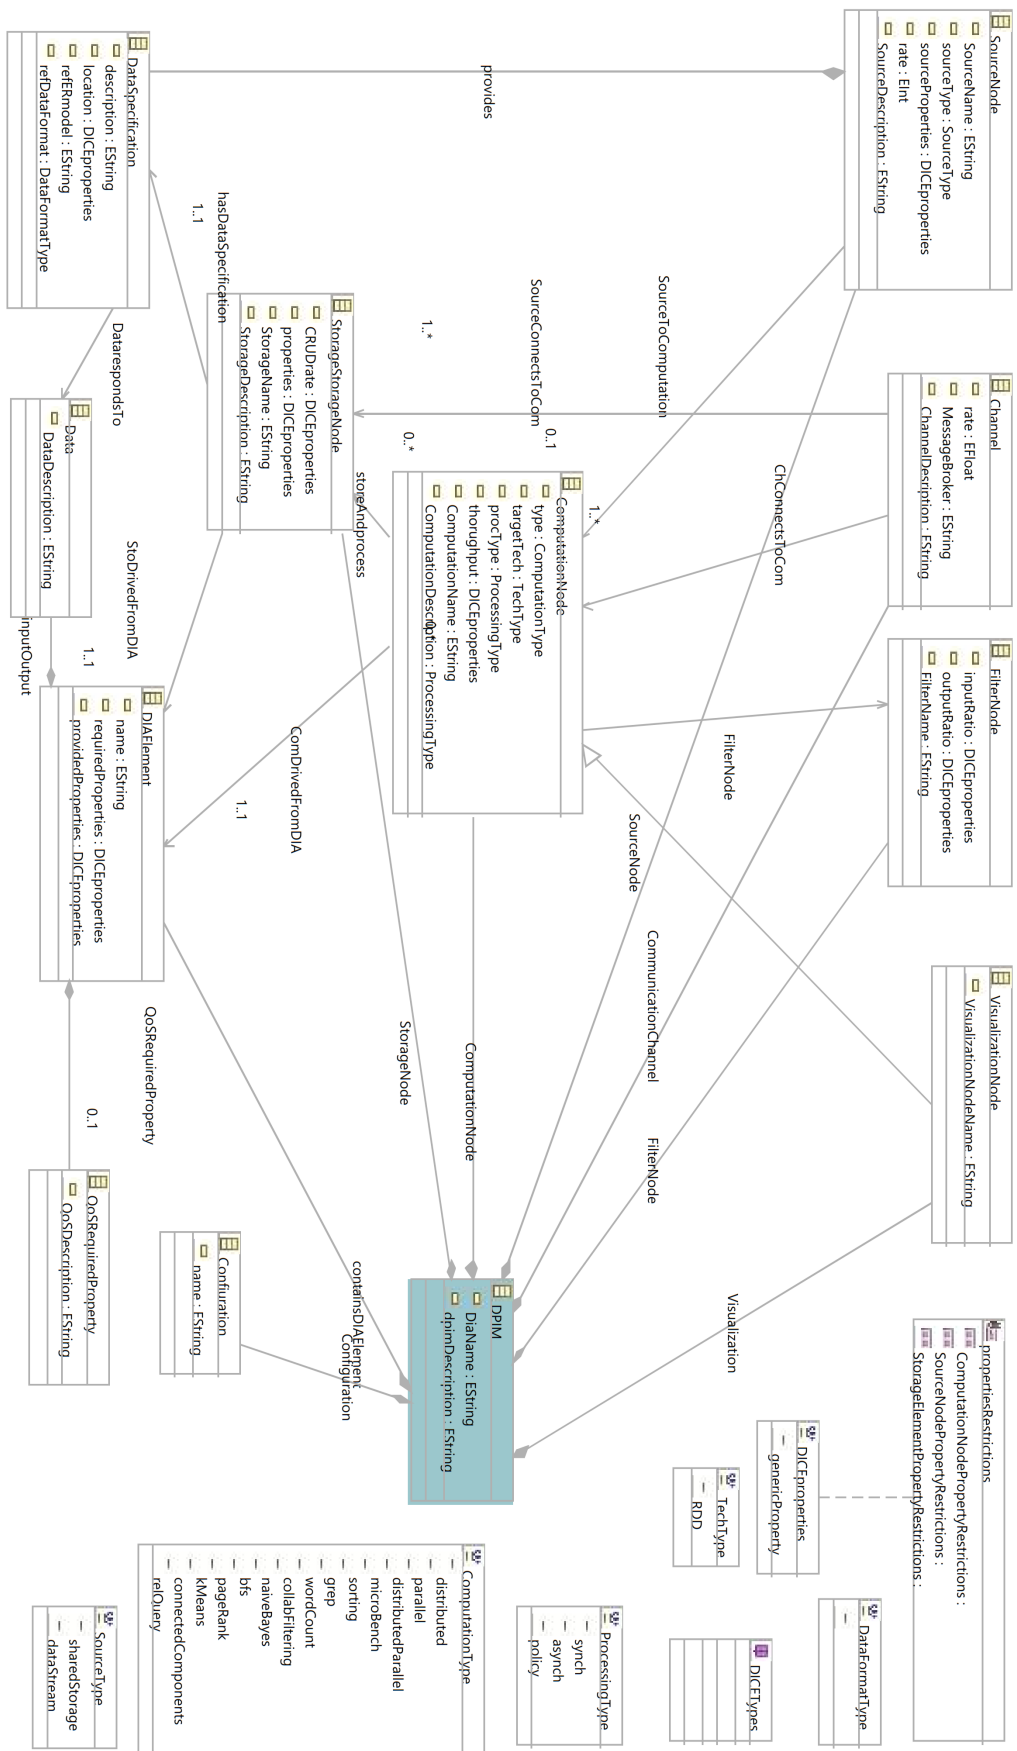 SourceNode
SourceName : EString
sourceType : SourceType
sourceProperties : DICEproperties
rate : EInt
SourceDescription : EString
Channel
rate : EFloat
MessageBroker : EString
ChannelDesription : EString
FilterNode
inputRatio : DICEproperties
outputRatio : DICEproperties
FilterName : EString
VisualizationNode
VisualizationNodeName : EString
propertiesRestrictions
ComputationNodePropertyRestrictions :
SourceNodePropertyRestrictions :
StorageElementPropertyRestrictions :
DataFormatType
DICEproperties
genericProperty
TechType
RDD
DICETypes
provides
SourceToComputation
SourceConnectsToCom
ChConnectsToCom
FilterNode
SourceNode
CommunicationChannel
FilterNode
Visualization
1..*
0..1
1..*
0..*
ComputationNode
type : ComputationType
targetTech : TechType
procType : ProcessingType
thorughput : DICEproperties
ComputationName : EString
ComputationDescription : ProcessingType
0..*
DPIM
DiaName : EString
dpimDescription : EString
ProcessingType
synch
asynch
policy
ComputationType
distributed
parallel
distributedParallel
microBench
sorting
grep
wordCount
collabFiltering
naiveBayes
bfs
pageRank
kMeans
connectedComponents
relQuery
storeAndprocess
ComputationNode
StorageNode
containsDIAElement
Configuration
StorageStorageNode
CRUDrate : DICEproperties
properties : DICEproperties
StorageName : EString
StorageDescription : EString
hasDataSpecification
1..1
ComDrivedFromDIA
1..1
Confiuration
name : EString
DataSpecification
description : EString
location : DICEproperties
refERmodel : EString
refDataFormat : DataFormatType
DatarespondsTo
StoDrivedFromDIA
1..1
DIAElement
name : EString
requiredProperties : DICEproperties
providedProperties : DICEproperties
QoSRequiredProperty
0..1
Data
DataDescription : EString
inputOutput
QoSRequiredProperty
QoSDescription : EString
SourceType
sharedStorage
dataStream